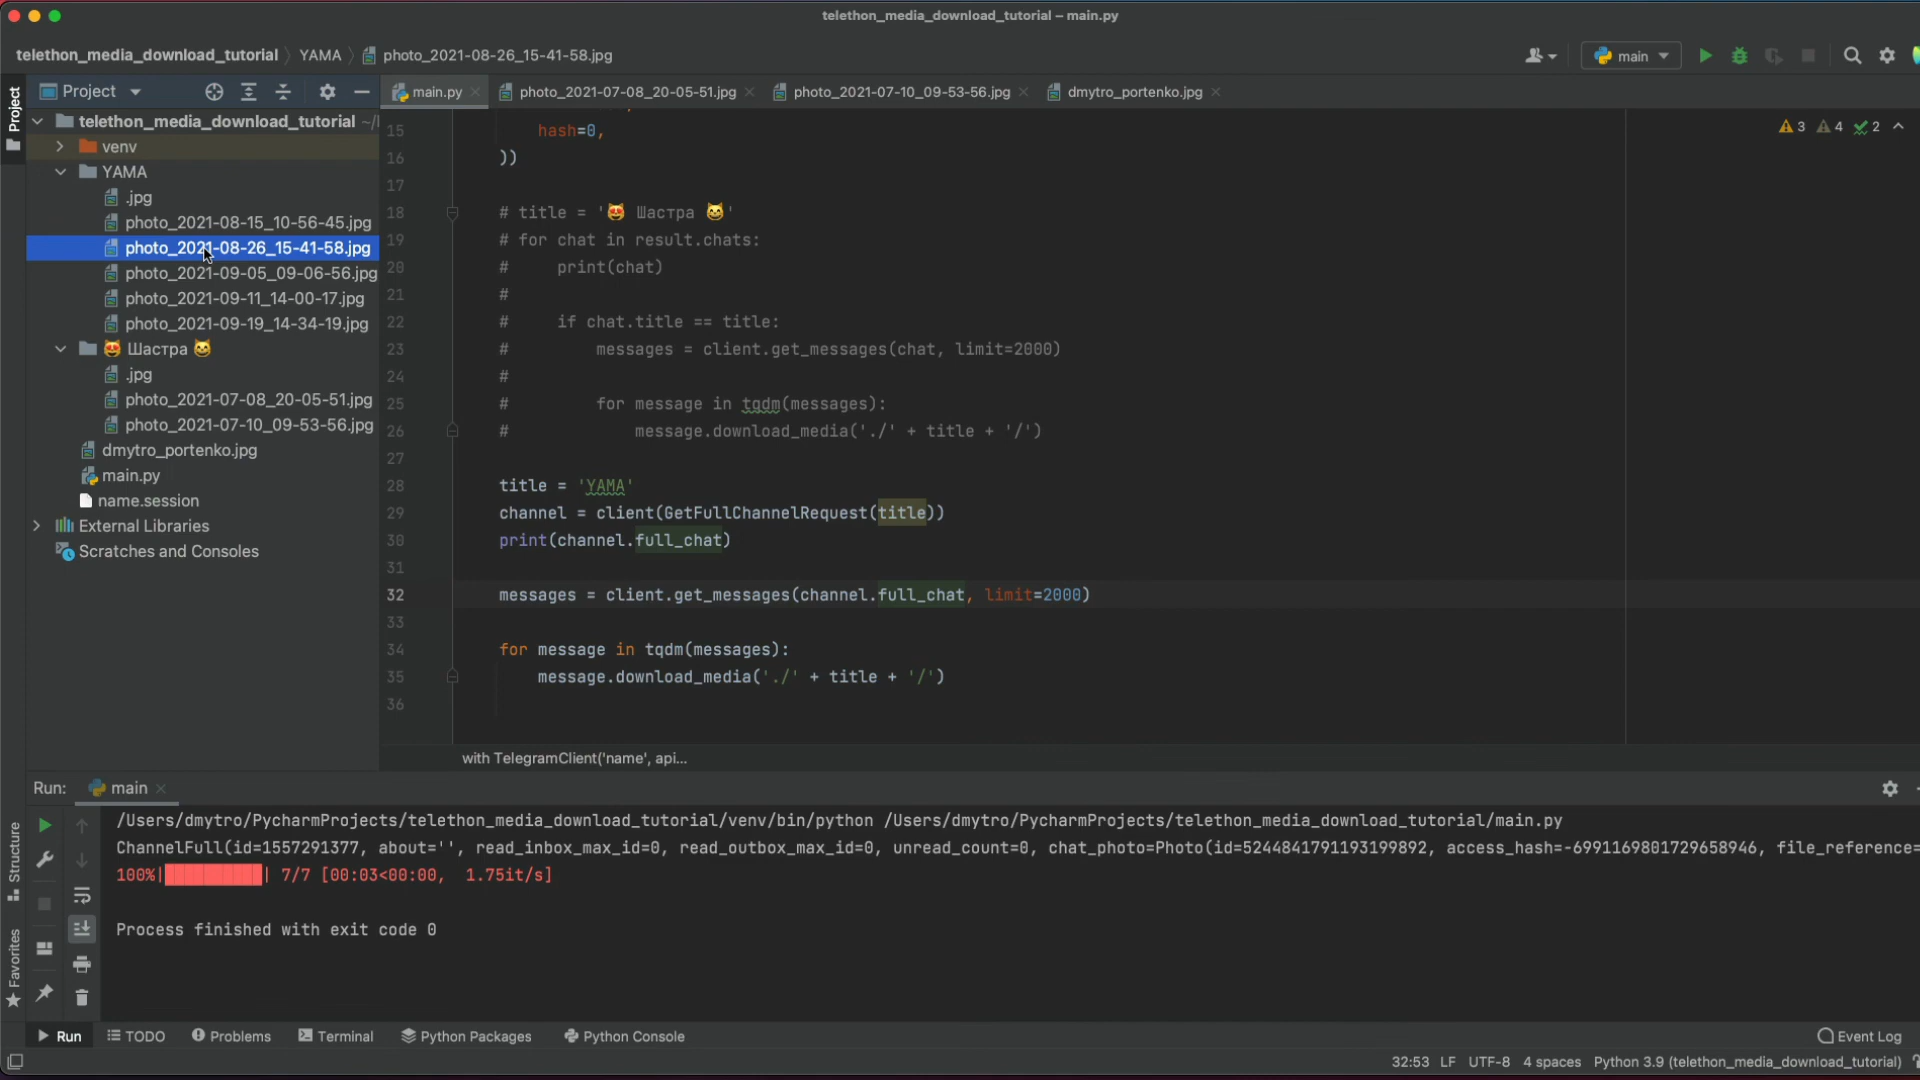 telethon_media_download_tutorial – main.py
telethon_media_download_tutorial
YAMA
photo_2021-08-26_15-41-58.jpg
main
Project
Project
main.py
photo_2021-07-08_20-05-51.jpg
photo_2021-07-10_09-53-56.jpg
dmytro_portenko.jpg
telethon_media_download_tutorial ~/
venv
YAMA
.jpg
photo_2021-08-15_10-56-45.jpg
photo_2021-08-26_15-41-58.jpg
photo_2021-09-05_09-06-56.jpg
photo_2021-09-11_14-00-17.jpg
photo_2021-09-19_14-34-19.jpg
😻 Шастра 😸
.jpg
photo_2021-07-08_20-05-51.jpg
photo_2021-07-10_09-53-56.jpg
dmytro_portenko.jpg
main.py
name.session
External Libraries
Scratches and Consoles
3 4 2
15 hash=0,
16 ))
17
18 # title = '😻 Шастра 😸'
19 # for chat in result.chats:
20 #     print(chat)
21 #
22 #     if chat.title == title:
23 #         messages = client.get_messages(chat, limit=2000)
24 #
25 #         for message in tqdm(messages):
26 #             message.download_media('./' + title + '/')
27
28 title = 'YAMA'
29 channel = client(GetFullChannelRequest(title))
30 print(channel.full_chat)
31
32 messages = client.get_messages(channel.full_chat, limit=2000)
33
34 for message in tqdm(messages):
35     message.download_media('./' + title + '/')
36
with TelegramClient('name', api...
Run: main
/Users/dmytro/PycharmProjects/telethon_media_download_tutorial/venv/bin/python /Users/dmytro/PycharmProjects/telethon_media_download_tutorial/main.py
ChannelFull(id=1557291377, about='', read_inbox_max_id=0, read_outbox_max_id=0, unread_count=0, chat_photo=Photo(id=5244841791193199892, access_hash=-6991169801729658946, file_reference=
100%|██████████| 7/7 [00:03<00:00, 1.75it/s]
Process finished with exit code 0
Structure
Favorites
Run
TODO
Problems
Terminal
Python Packages
Python Console
Event Log
32:53 LF UTF-8 4 spaces Python 3.9 (telethon_media_download_tutorial)